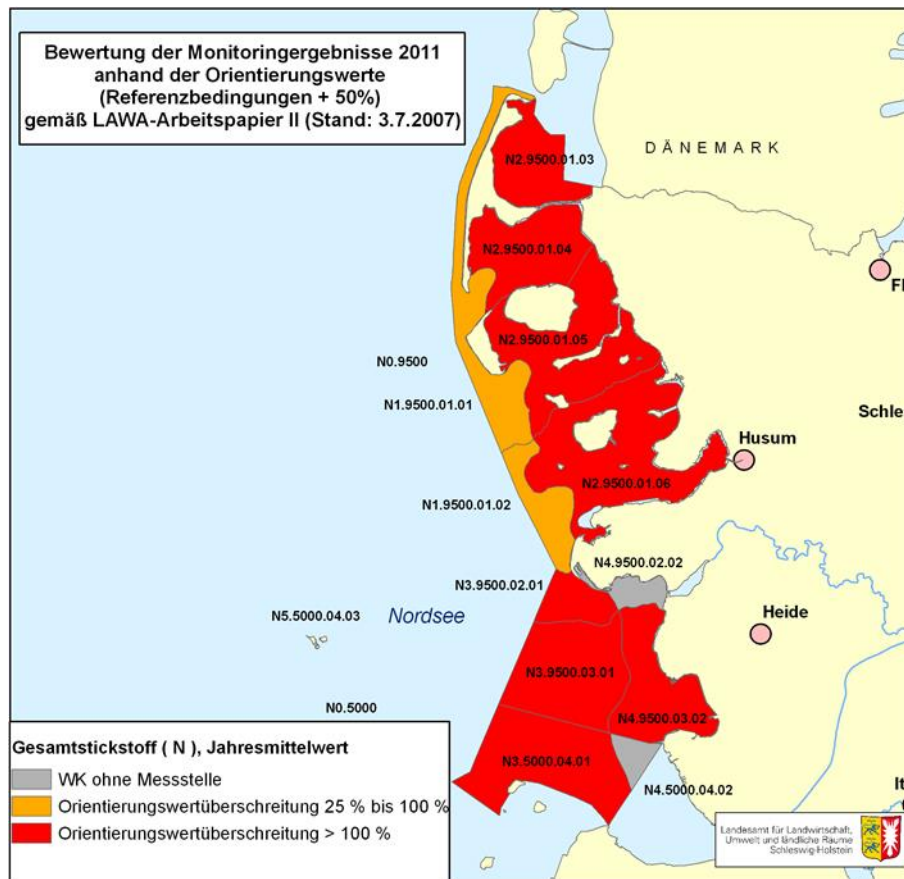 Bewertung der Monitoringergebnisse 2011
anhand der Orientierungswerte
(Referenzbedingungen + 50%)
gemäß LAWA-Arbeitspapier II (Stand: 3.7.2007)
DÄNEMARK
N2.9500.01.03
N2.9500.01.04
Fl
N2.9500.01.05
N0.9500
N1.9500.01.01
Schle
Husum
N2.9500.01.06
N1.9500.01.02
N4.9500.02.02
N3.9500.02.01
N5.5000.04.03
Nordsee
Heide
N3.9500.03.01
N0.5000
N4.9500.03.02
N3.5000.04.01
N4.5000.04.02
It
Gesamtstickstoff ( N ), Jahresmittelwert
WK ohne Messstelle
Orientierungswertüberschreitung 25 % bis 100 %
Orientierungswertüberschreitung > 100 %
Landesamt für Landwirtschaft,
Umwelt und ländliche Räume
Schleswig-Holstein